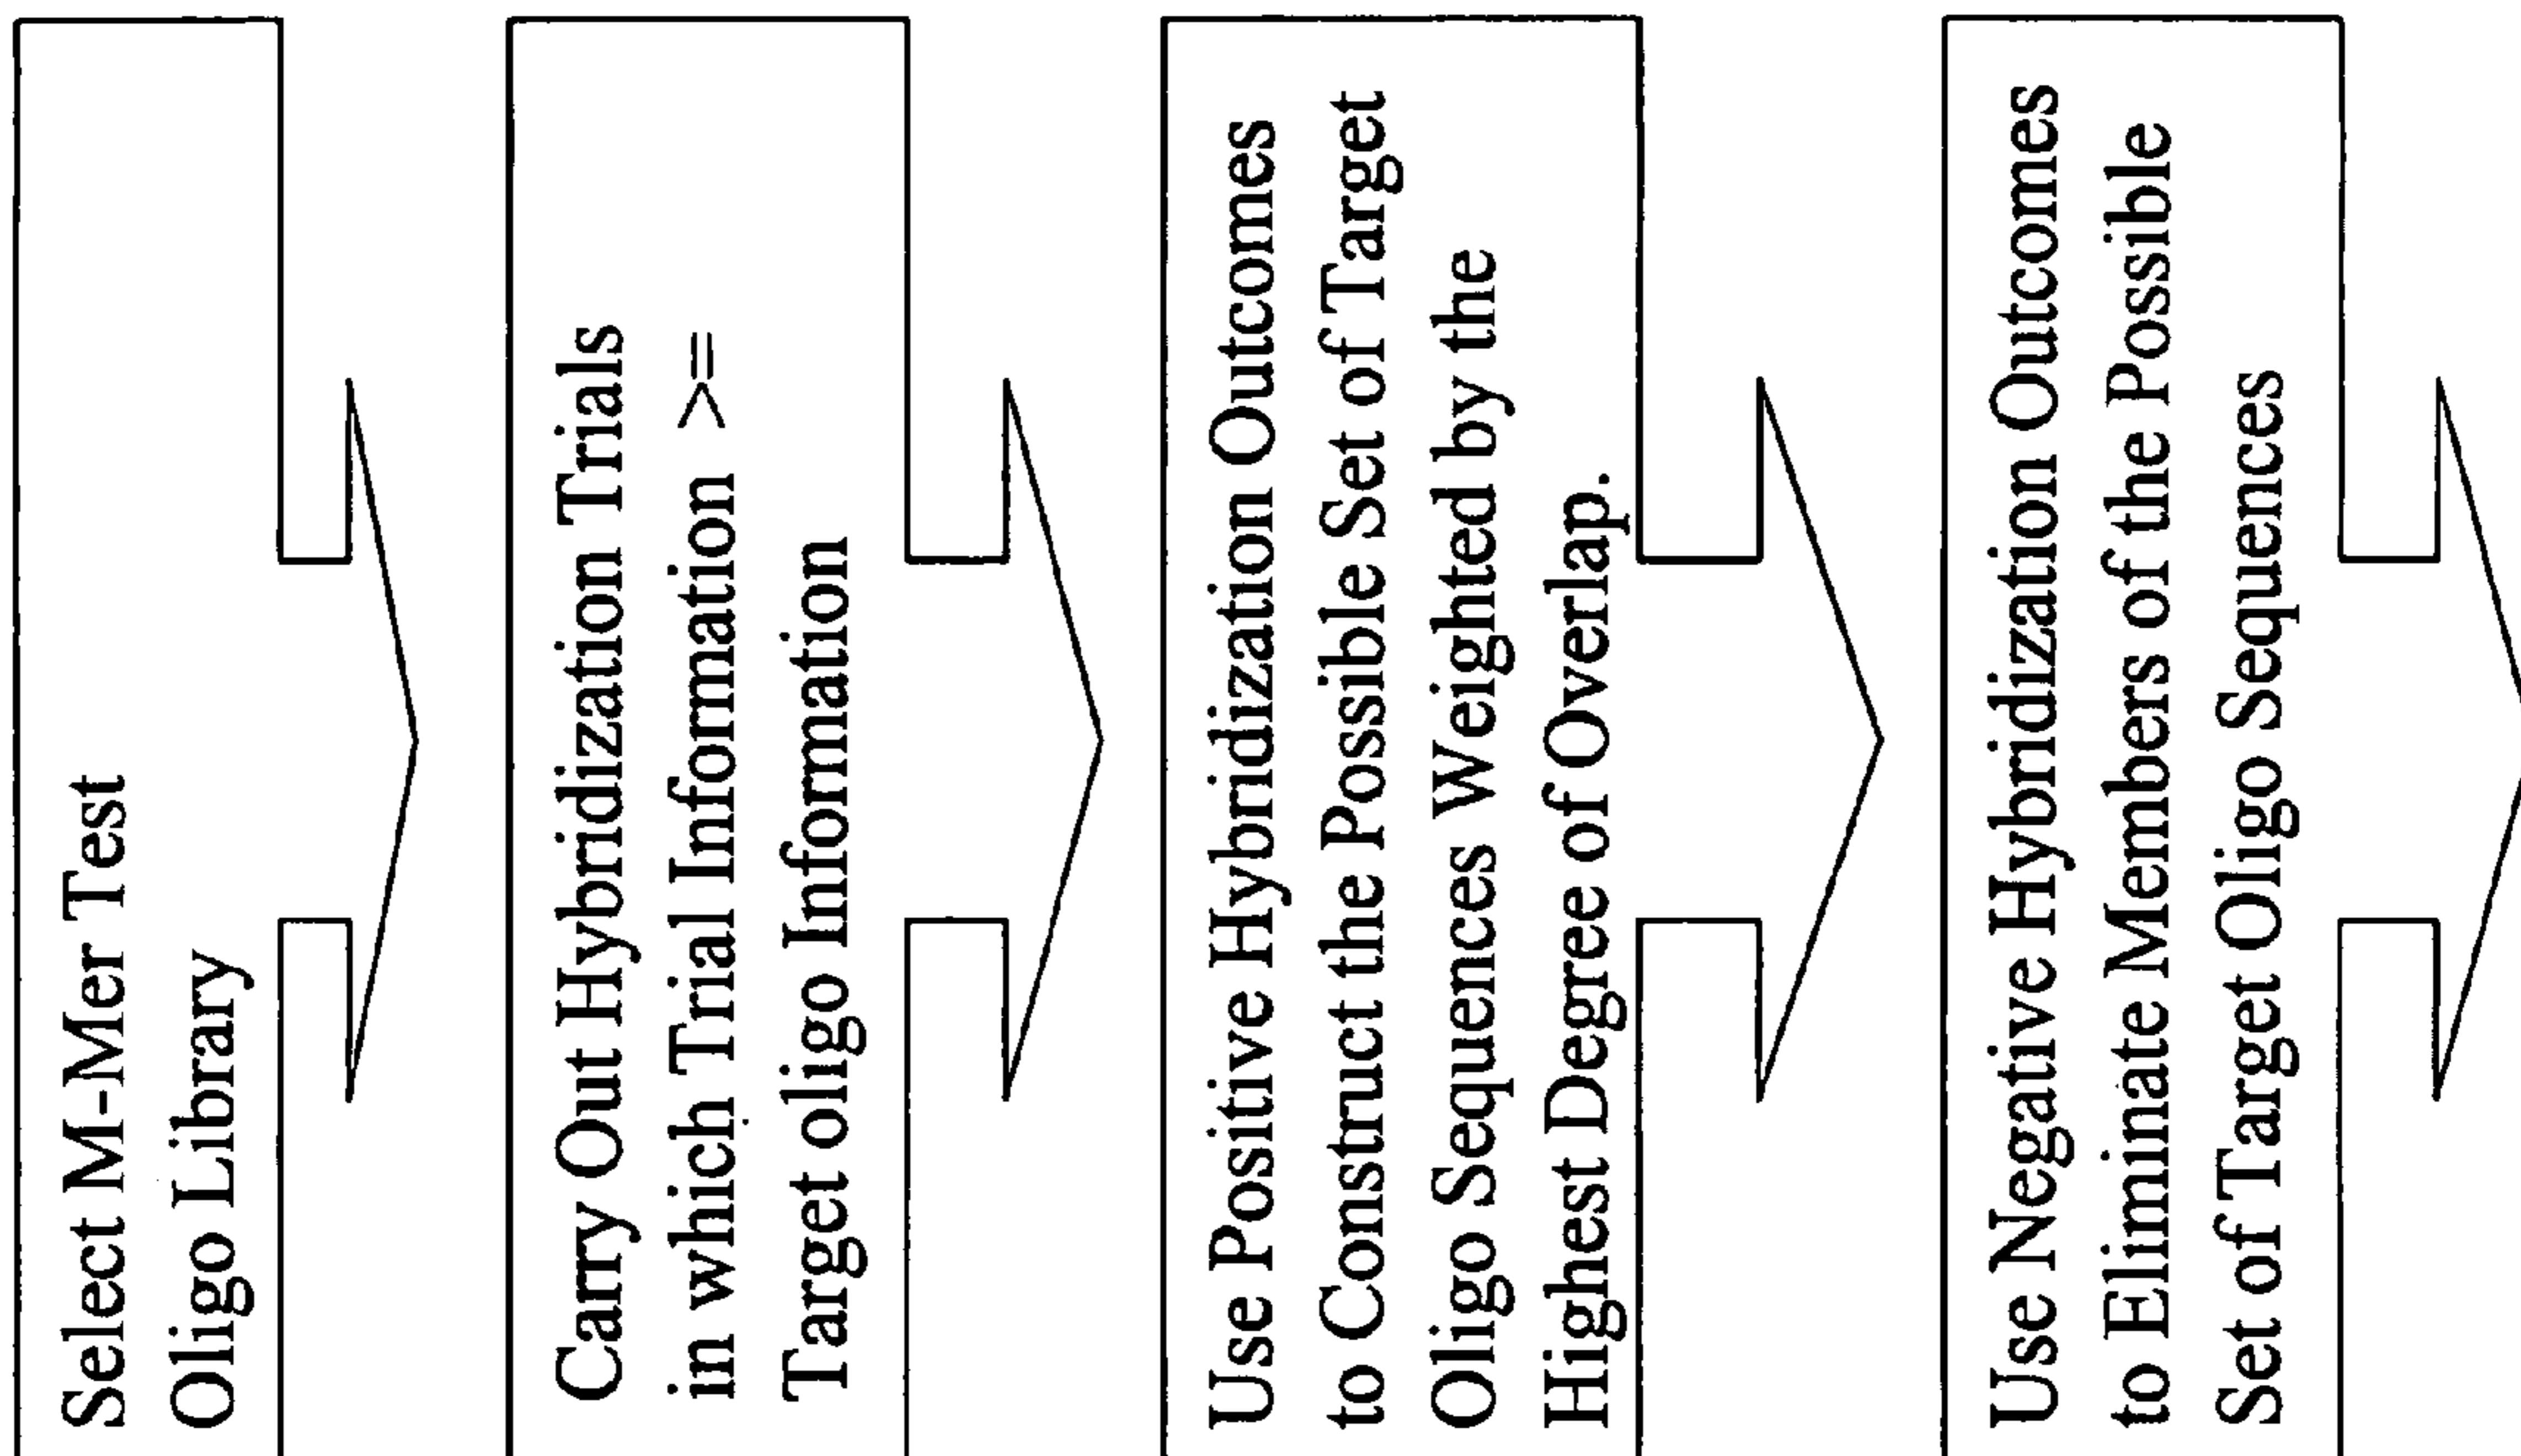 Select M-Mer Test
Oligo Library
Carry Out Hybridization Trials
in which Trial Information >=
Target oligo Information
Use Positive Hybridization Outcomes
to Construct the Possible Set of Target
Oligo Sequences Weighted by the
Highest Degree of Overlap.
Use Negative Hybridization Outcomes
to Eliminate Members of the Possible
Set of Target Oligo Sequences